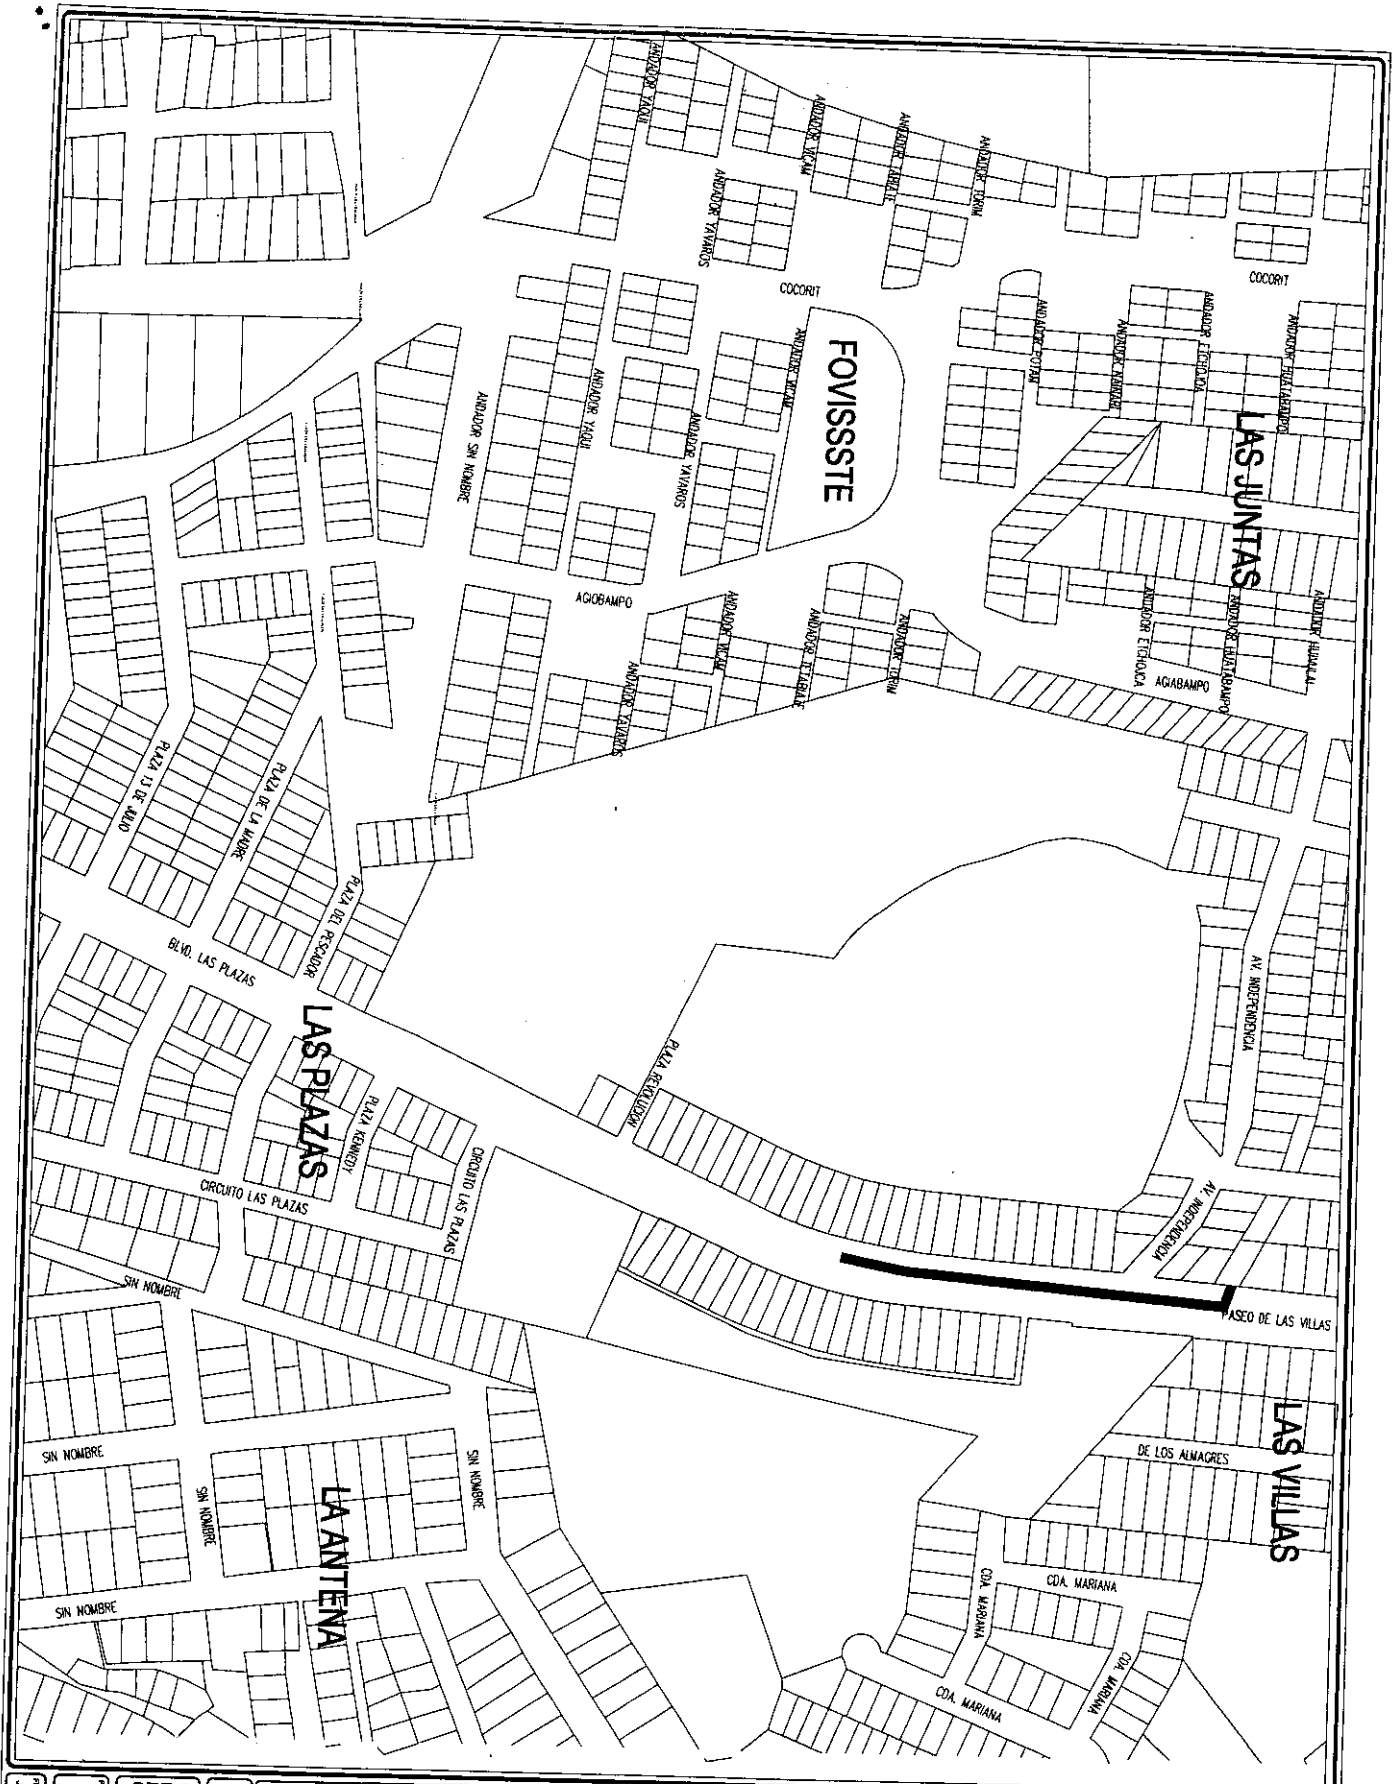 ANDADOR YAQUI
ANDADOR VICAM
ANDADOR TABIATE
ANDADOR TORIM
ANDADOR YAVAROS
COCORIT
COCORIT
FOVISSSTE
ANDADOR VICAM
ANDADOR POTAM
ANDADOR NAINARI
ANDADOR ETCHOJOA
ANDADOR HUATABAMPO
LAS JUNTAS
ANDADOR SIN NOMBRE
ANDADOR YAQUI
ANDADOR YAVAROS
AGIOBAMPO
ANDADOR VICAM
ANDADOR TETABIATE
ANDADOR TORIM
ANDADOR ETCHOJOA
ANDADOR HUATABAMPO
AGIABAMPO
ANDADOR YAVAROS
PLAZA 13 DE JULIO
PLAZA DE LA MADRE
PLAZA DEL PESCADOR
BLVD. LAS PLAZAS
LAS PLAZAS
AV. INDEPENDENCIA
PLAZA REVOLUCION
PLAZA KENNEDY
CIRCUITO LAS PLAZAS
CIRCUITO LAS PLAZAS
AV. INDEPENDENCIA
SIN NOMBRE
PASEO DE LAS VILLAS
LAS VILLAS
DE LOS ALMAGRES
SIN NOMBRE
SIN NOMBRE
SIN NOMBRE
LA ANTENA
CDA. MARIANA
CDA. MARIANA
SIN NOMBRE
CDA. MARIANA
CDA. MARIANA